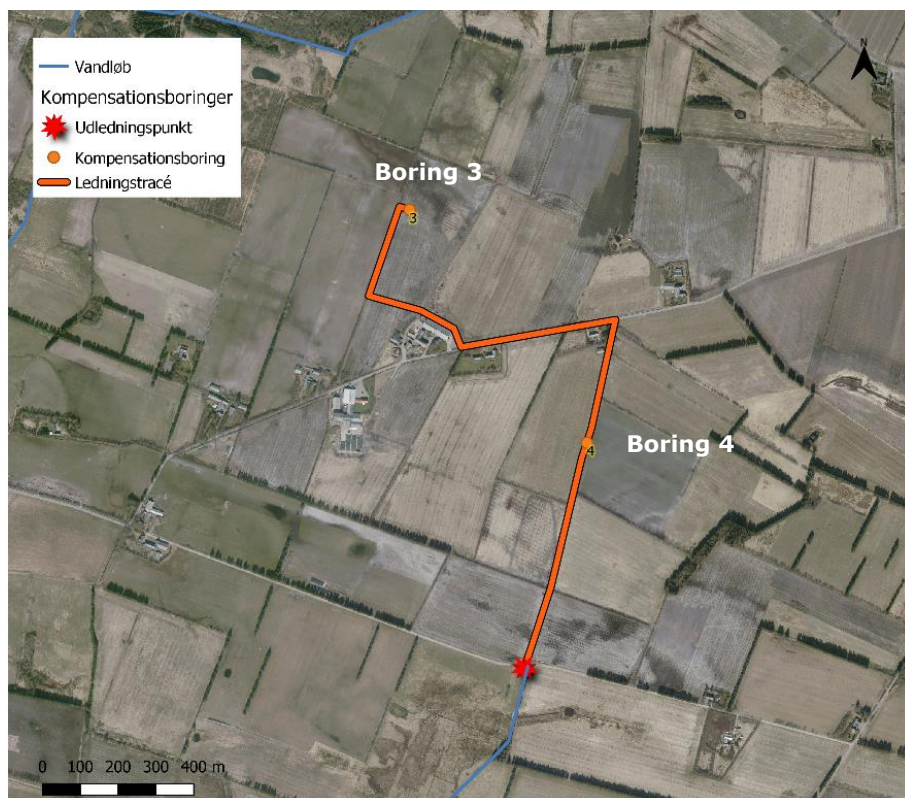 Vandløb
Kompensationsboringer
Udledningspunkt
Kompensationsboring
Ledningstracé
N
Boring 3
3
Boring 4
4
0 100 200 300 400 m